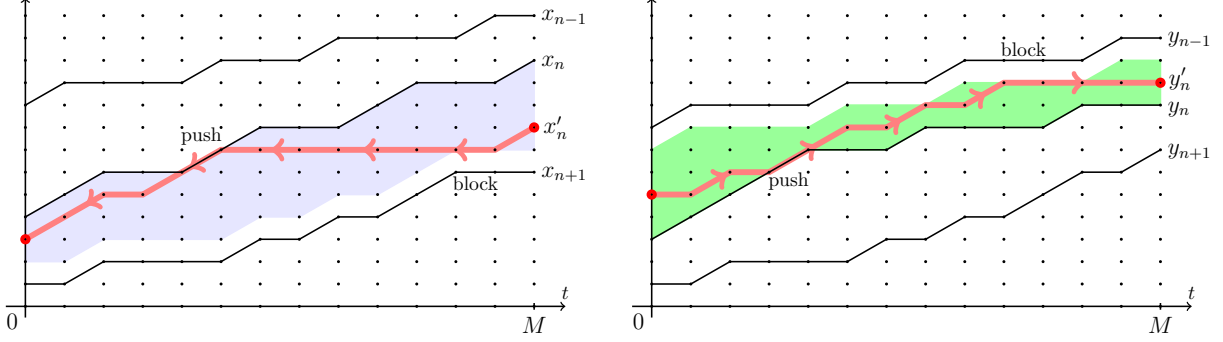 x_{n-1}
x_n
push
x'_n
x_{n+1}
block
t
0
M
y_{n-1}
block
y'_n
y_n
y_{n+1}
push
t
0
M